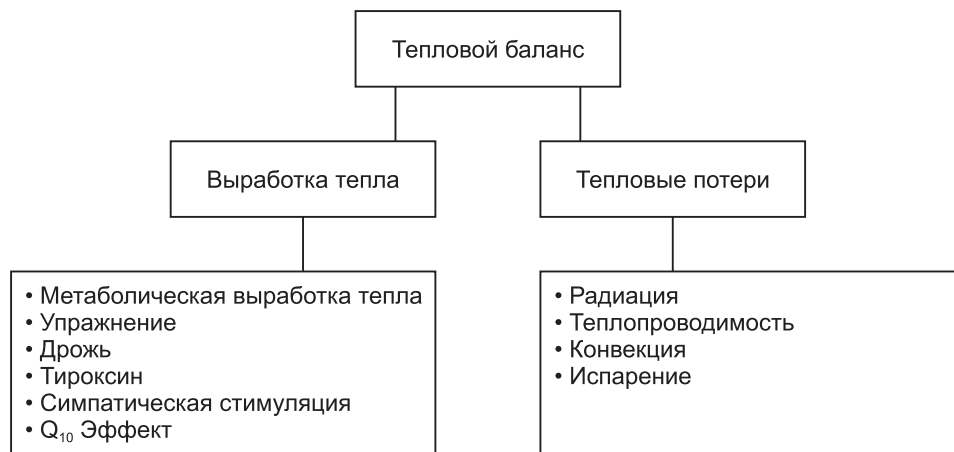 Тепловой баланс
Выработка тепла
Тепловые потери
• Метаболическая выработка тепла
• Упражнение
• Дрожь
• Тироксин
• Симпатическая стимуляция
• Q₁₀ Эффект
• Радиация
• Теплопроводимость
• Конвекция
• Испарение